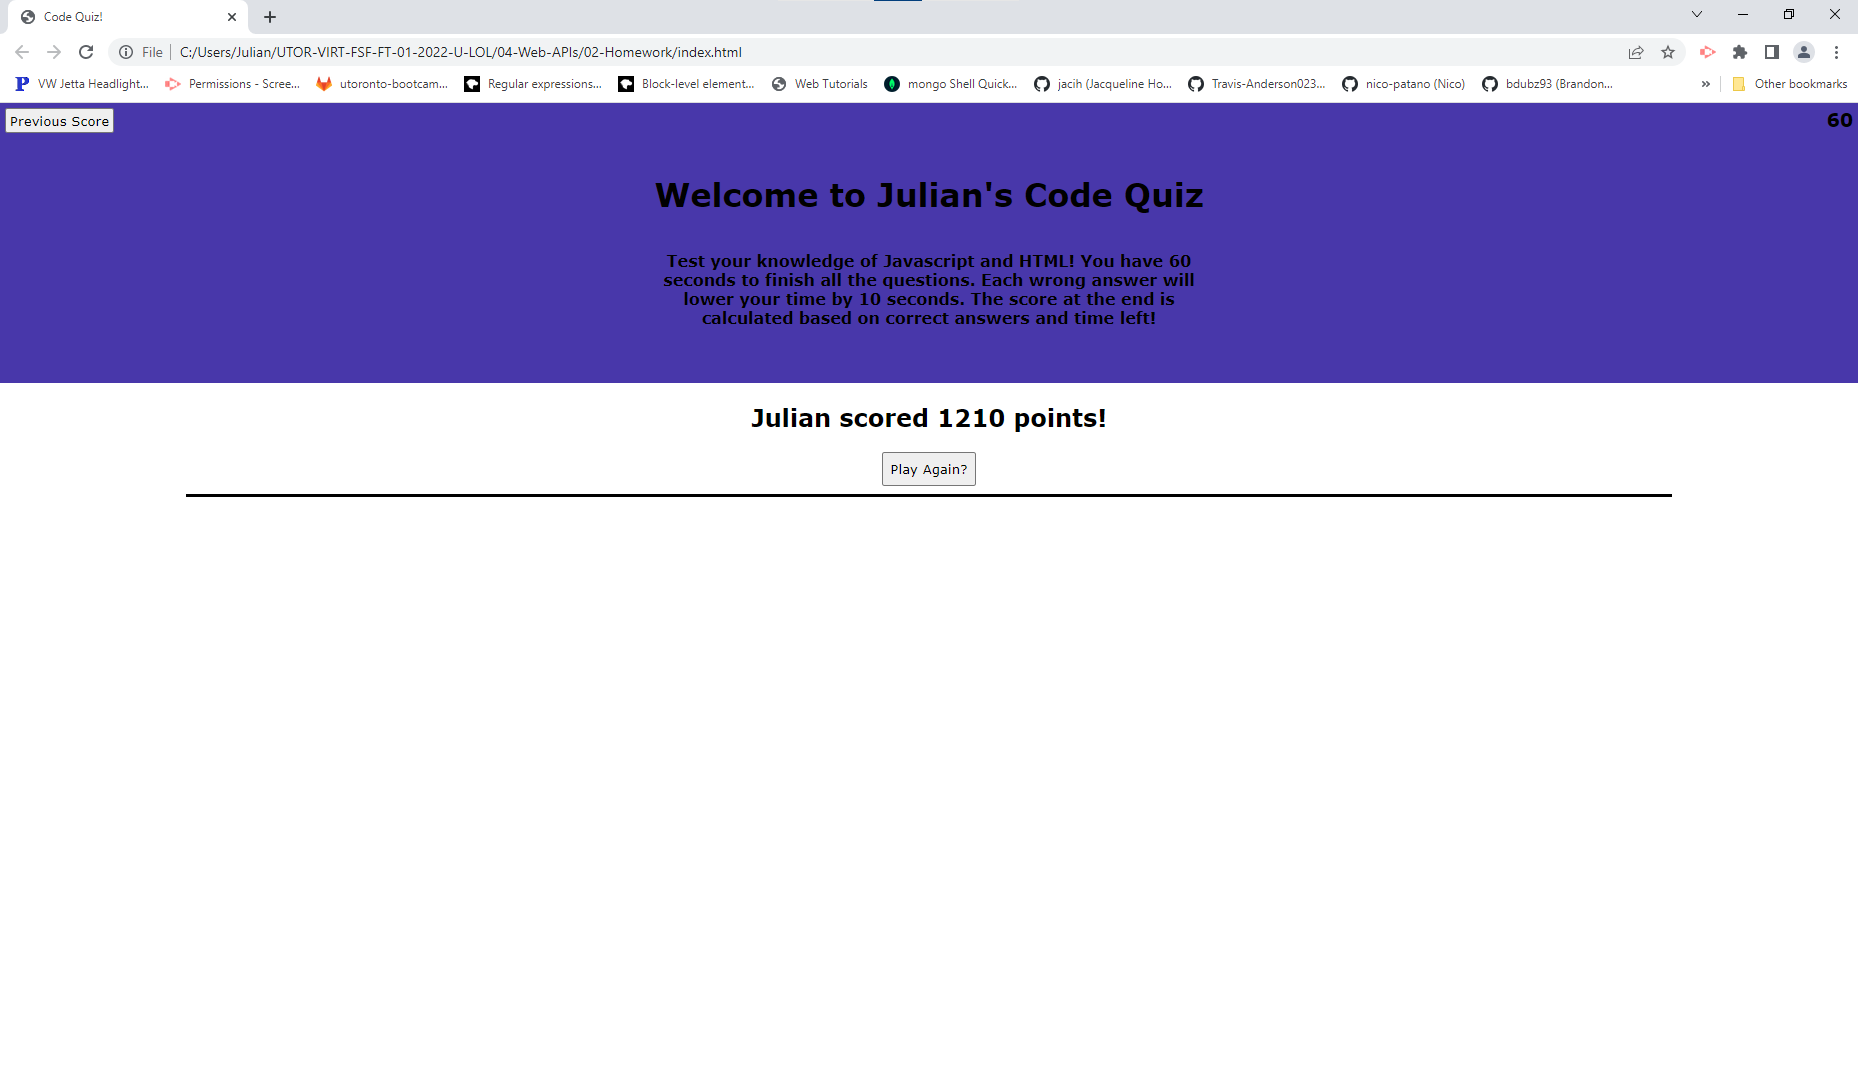 Code Quiz!
File C:/Users/Julian/UTOR-VIRT-FSF-FT-01-2022-U-LOL/04-Web-APIs/02-Homework/index.html
VW Jetta Headlight... Permissions - Scree... utoronto-bootcam... Regular expressions... Block-level element... Web Tutorials mongo Shell Quick... jacih (Jacqueline Ho... Travis-Anderson023... nico-patano (Nico) bdubz93 (Brandon... » Other bookmarks
Previous Score 60
Welcome to Julian's Code Quiz
Test your knowledge of Javascript and HTML! You have 60
seconds to finish all the questions. Each wrong answer will
lower your time by 10 seconds. The score at the end is
calculated based on correct answers and time left!
Julian scored 1210 points!
Play Again?